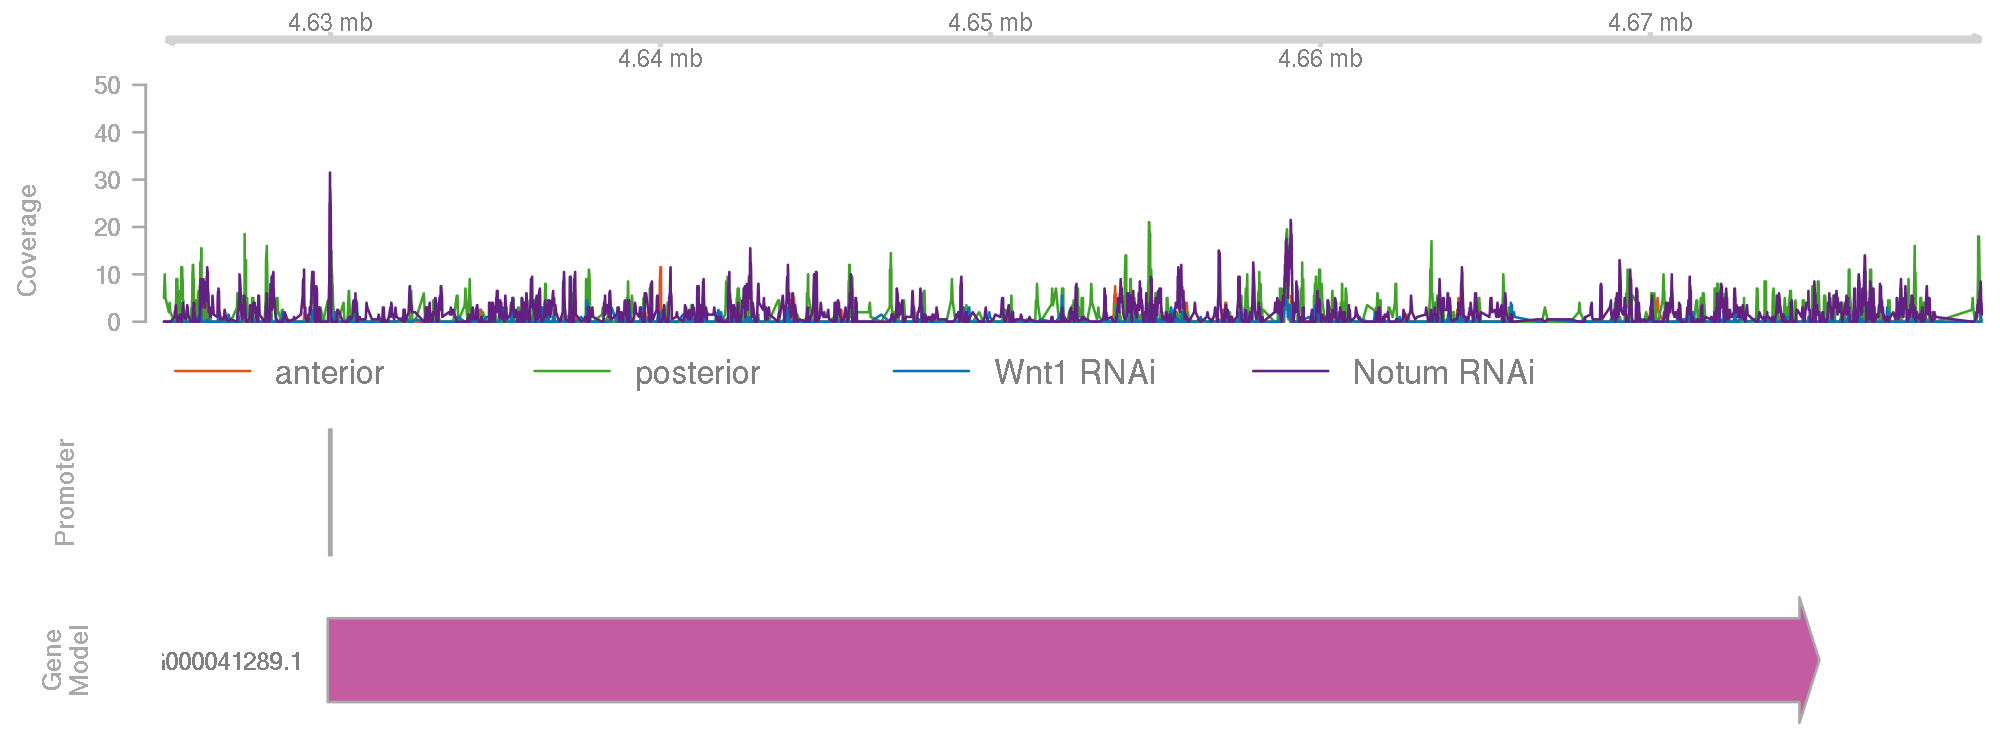 4.63 mb
4.65 mb
4.67 mb
4.64 mb
4.66 mb
50
40
30
20
10
0
Coverage
anterior
posterior
Wnt1 RNAi
Notum RNAi
Promoter
Gene
Model
i000041289.1